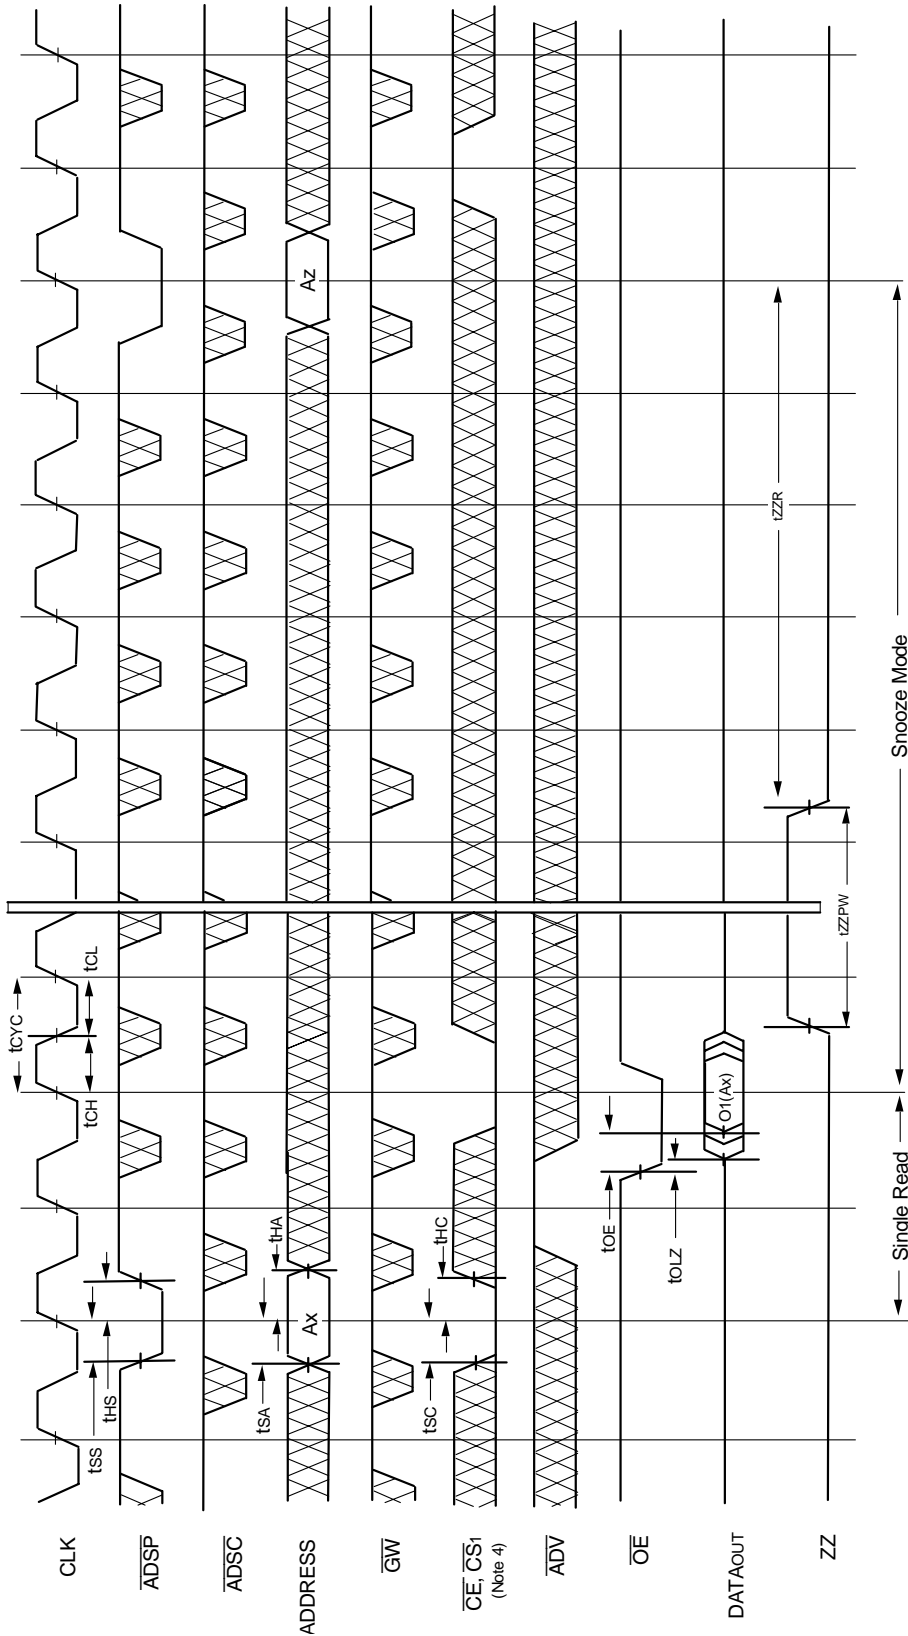 tCYC
tCH
tCL
tSS
tHS
CLK
ADSP
ADSC
tSA
tHA
Ax
Az
ADDRESS
GW
tSC
tHC
CE, CS1
(Note 4)
ADV
tOE
tOLZ
OE
O1(Ax)
DATAOUT
tZZR
tZZPW
ZZ
Single Read
Snooze Mode